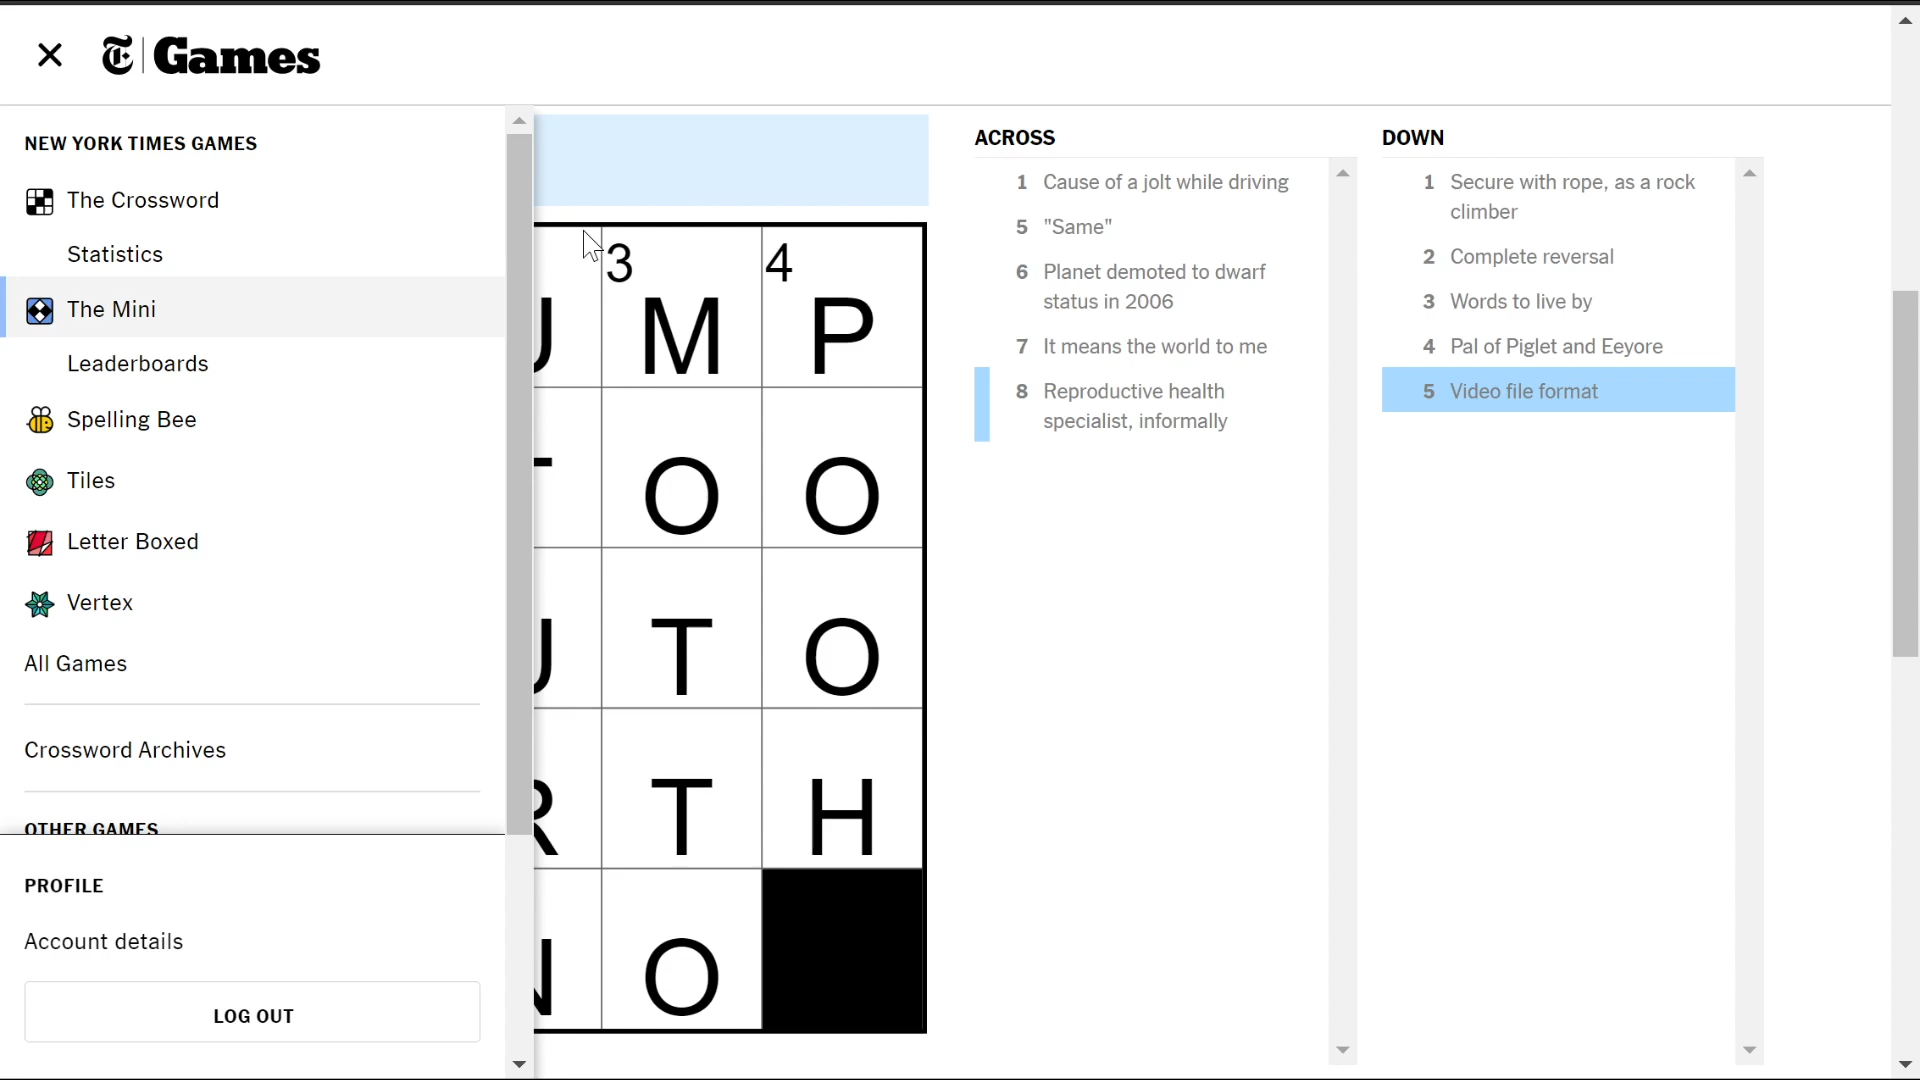 Games
NEW YORK TIMES GAMES
The Crossword
Statistics
The Mini
Leaderboards
Spelling Bee
Tiles
Letter Boxed
Vertex
All Games
Crossword Archives
OTHER GAMES
PROFILE
Account details
LOG OUT
3 4
U M P
T O O
U T O
R T H
N O
ACROSS
1 Cause of a jolt while driving
5 "Same"
6 Planet demoted to dwarf
status in 2006
7 It means the world to me
8 Reproductive health
specialist, informally
DOWN
1 Secure with rope, as a rock
climber
2 Complete reversal
3 Words to live by
4 Pal of Piglet and Eeyore
5 Video file format